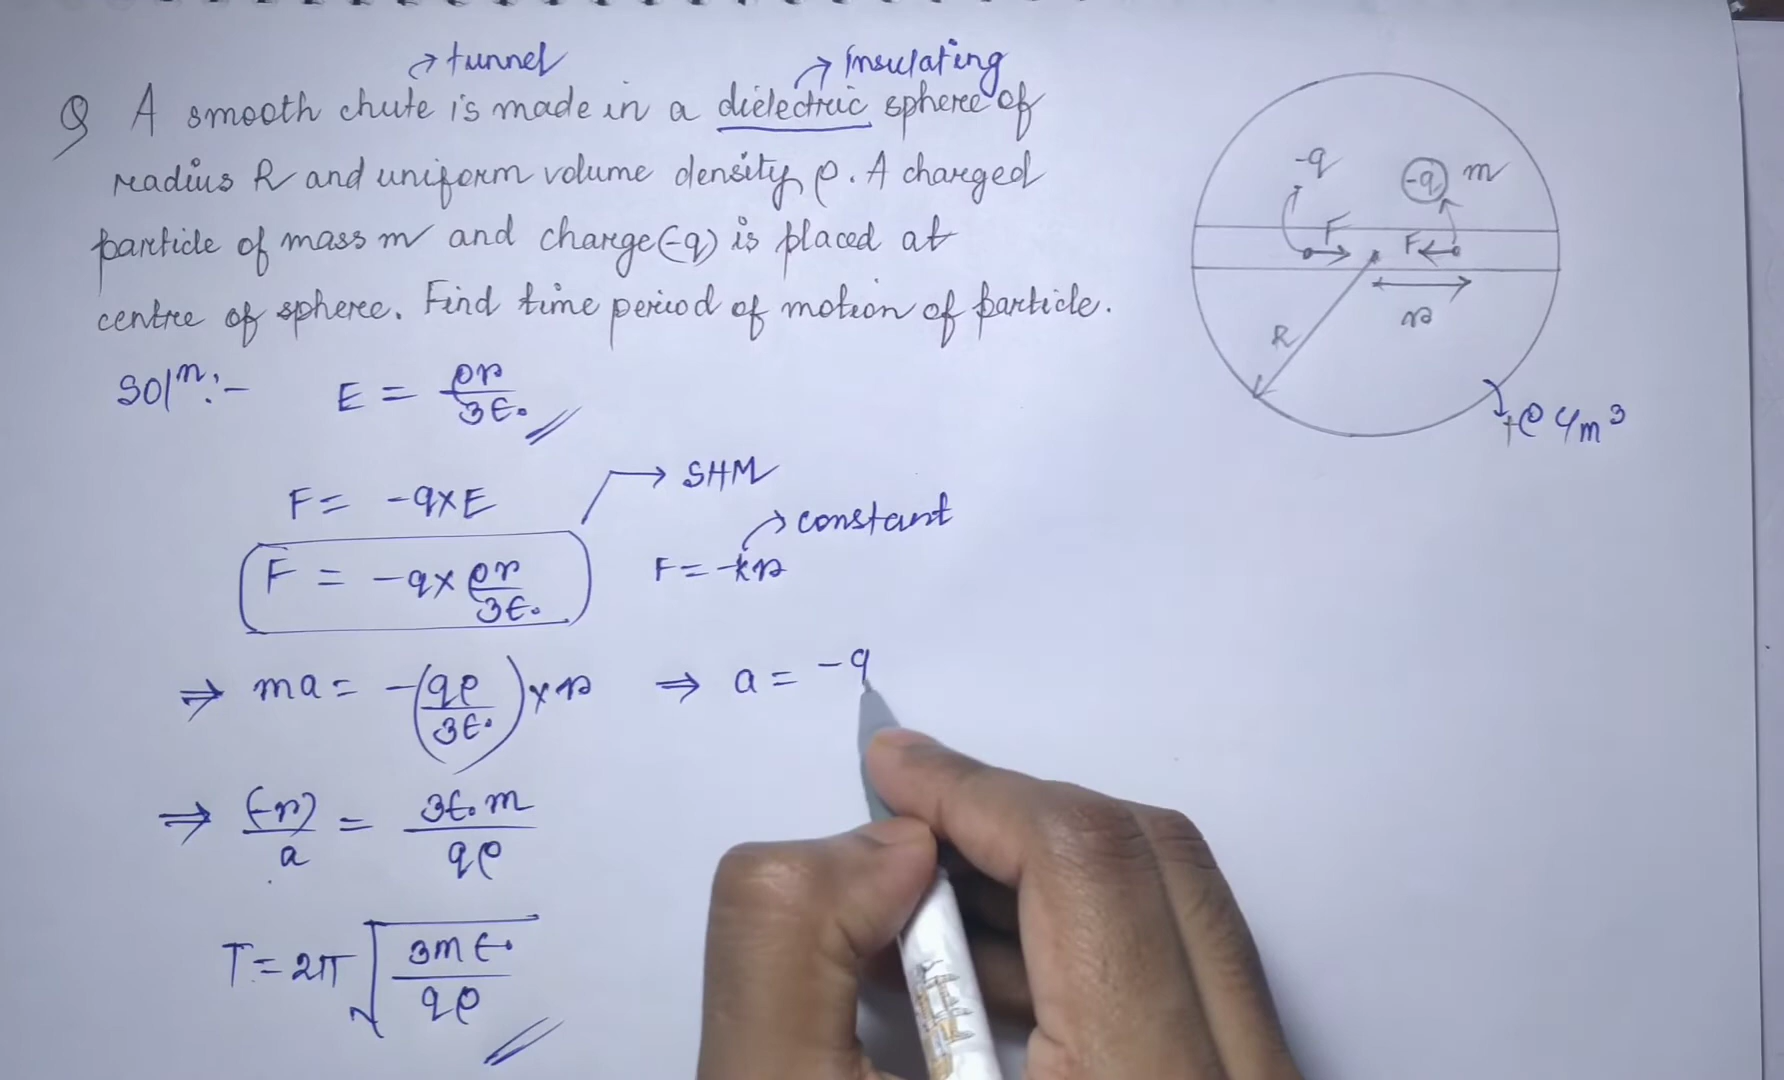 → tunnel → insulating
Q A smooth chute is made in a dielectric sphere of
radius R and uniform volume density ρ. A charged
particle of mass m and charge (-q) is placed at
centre of sphere. Find time period of motion of particle.
Solⁿ:- E = ρr/3ε₀
F = -q×E → SHM
F = -q× ρr/3ε₀ F = -kr → constant
⇒ ma = -(qρ/3ε₀)×r ⇒ a = -q
⇒ (-r)/a = 3ε₀m/qρ
T = 2π√(3mε₀/qρ)
-q -q m
F F
r
R
+ρ C/m³